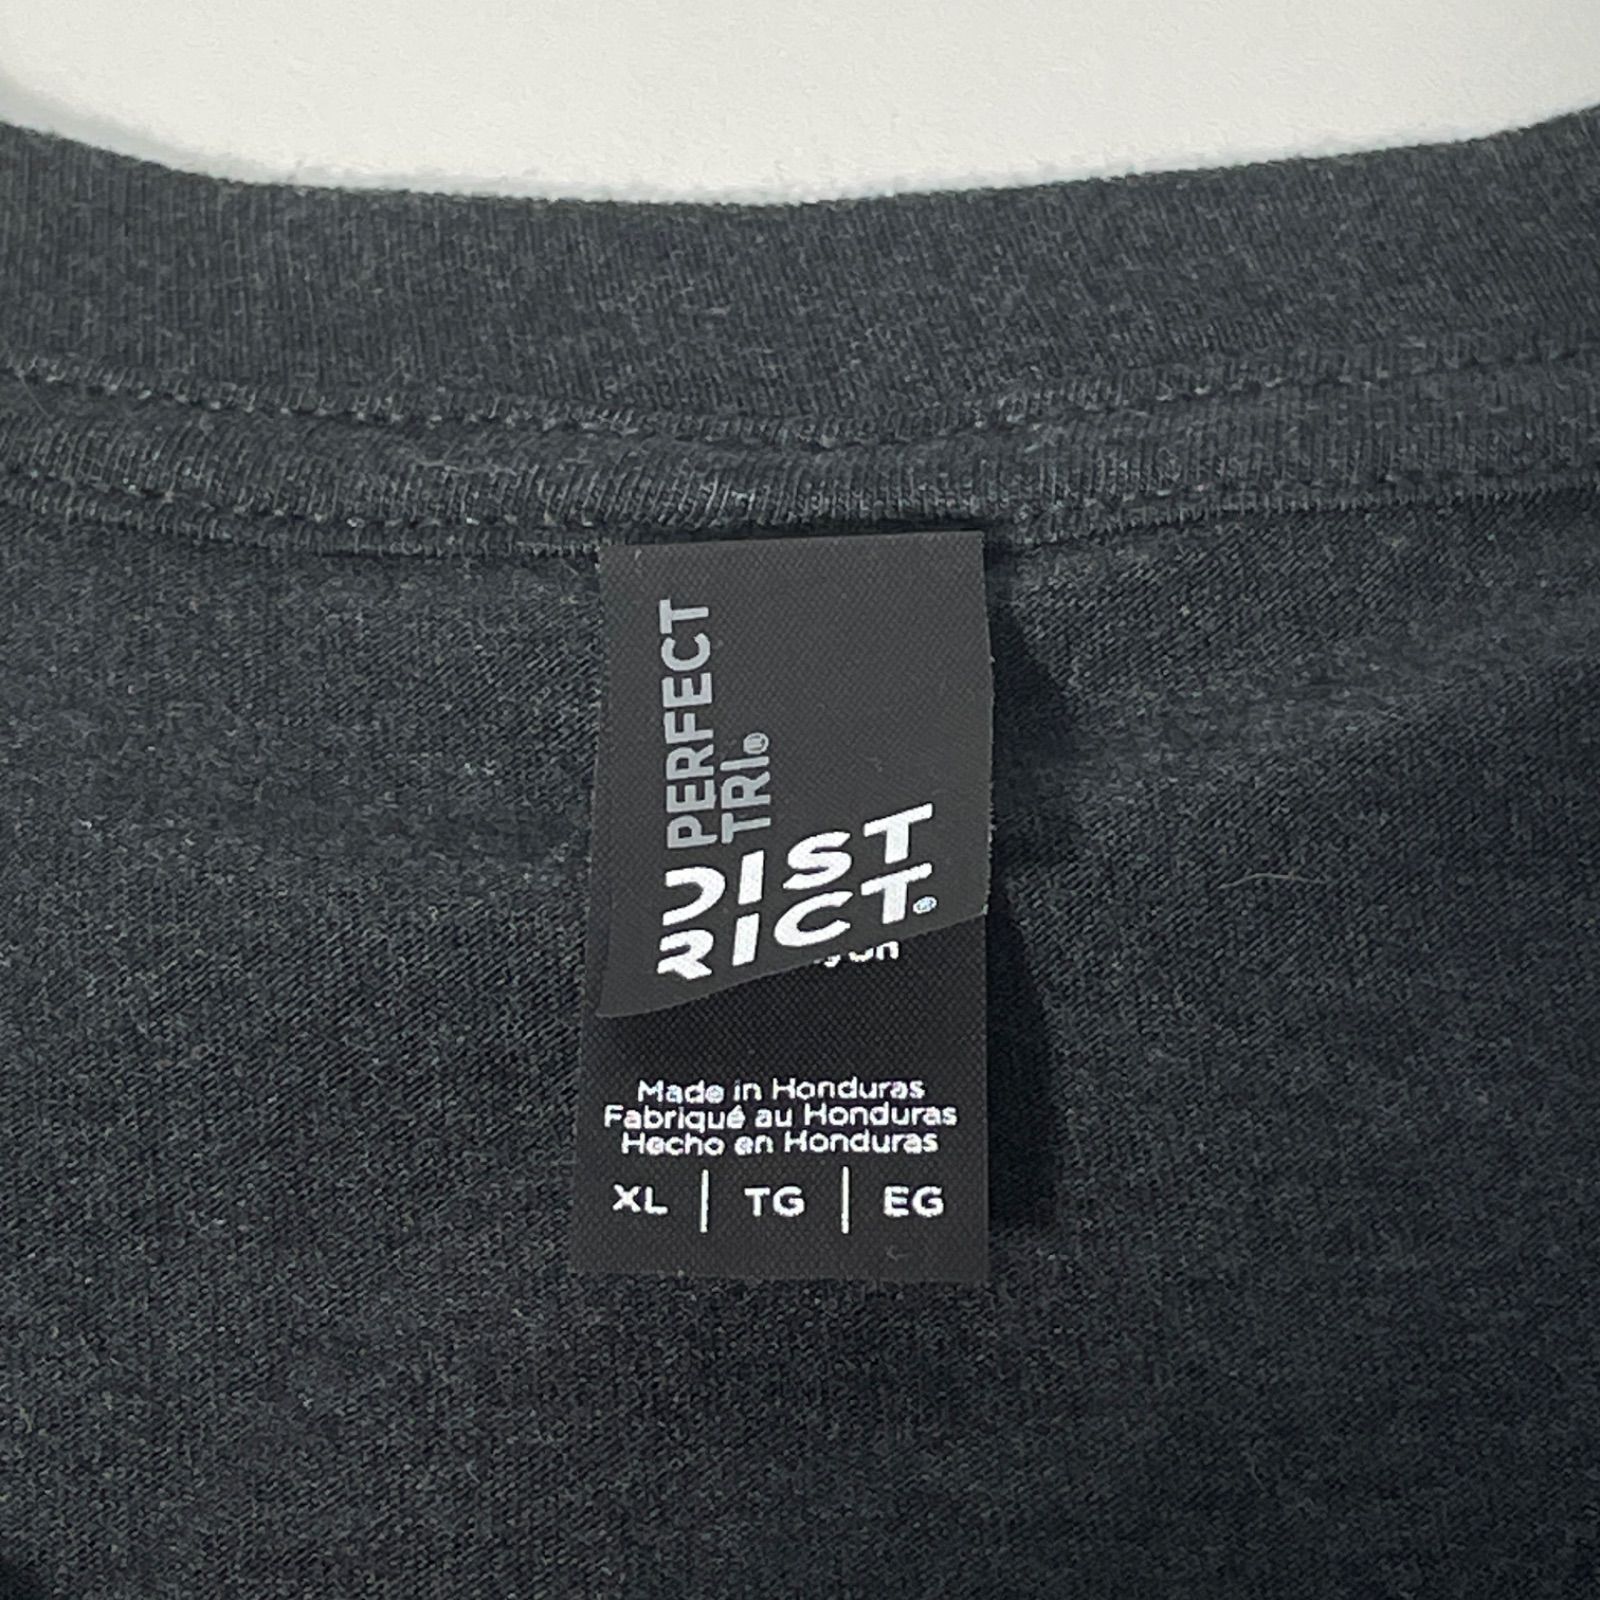 PERFECT
TRI®
DIST
RICT®
Made in Honduras
Fabriqué au Honduras
Hecho en Honduras
XL | TG | EG